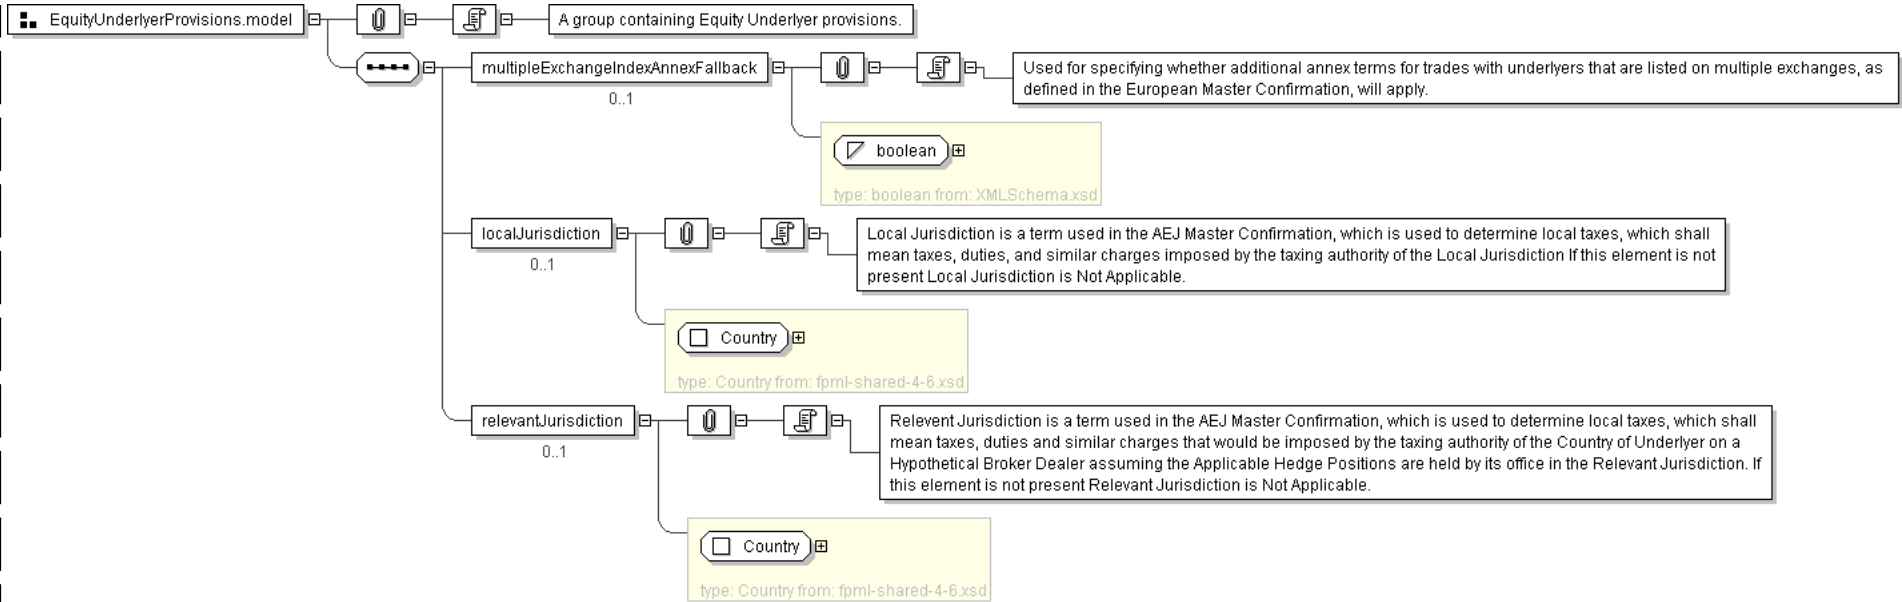 EquityUnderlyerProvisions.model
A group containing Equity Underlyer provisions.
multipleExchangeIndexAnnexFallback
0..1
Used for specifying whether additional annex terms for trades with underlyers that are listed on multiple exchanges, as
defined in the European Master Confirmation, will apply.
boolean
type: boolean from: XMLSchema.xsd
localJurisdiction
0..1
Local Jurisdiction is a term used in the AEJ Master Confirmation, which is used to determine local taxes, which shall
mean taxes, duties, and similar charges imposed by the taxing authority of the Local Jurisdiction If this element is not
present Local Jurisdiction is Not Applicable.
Country
type: Country from: fpml-shared-4-6.xsd
relevantJurisdiction
0..1
Relevent Jurisdiction is a term used in the AEJ Master Confirmation, which is used to determine local taxes, which shall
mean taxes, duties and similar charges that would be imposed by the taxing authority of the Country of Underlyer on a
Hypothetical Broker Dealer assuming the Applicable Hedge Positions are held by its office in the Relevant Jurisdiction. If
this element is not present Relevant Jurisdiction is Not Applicable.
Country
type: Country from: fpml-shared-4-6.xsd